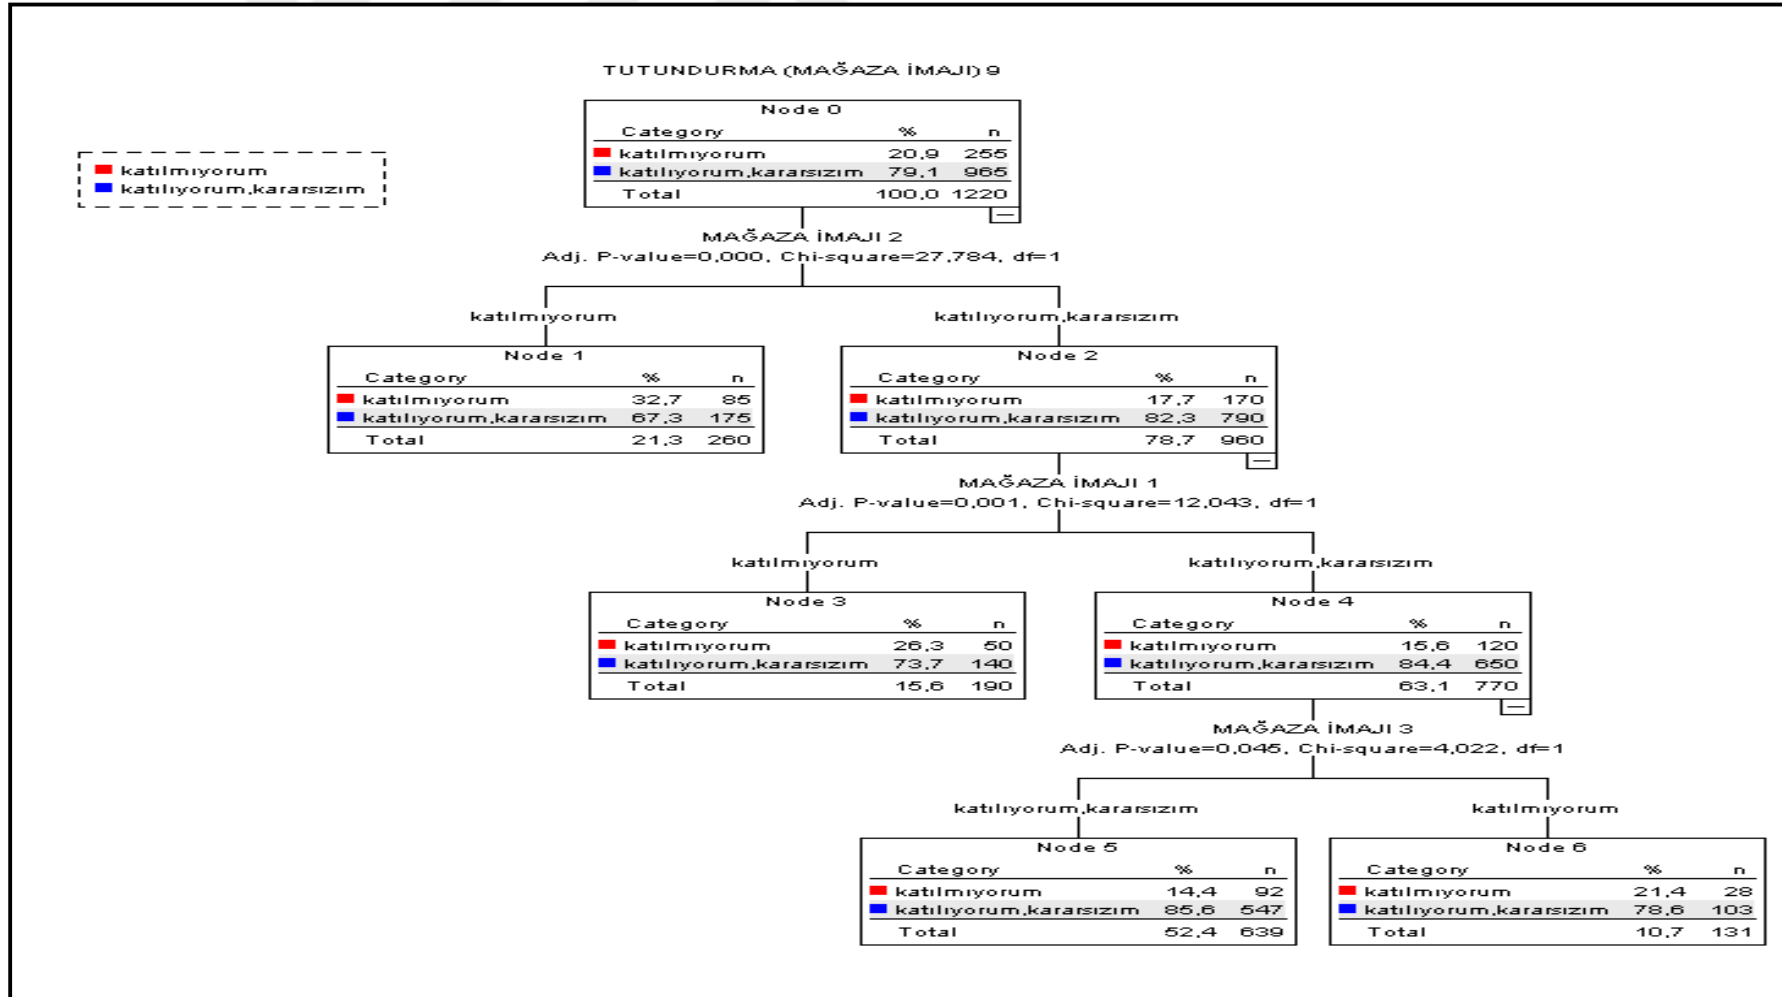 TUTUNDURMA (MAĞAZA İMAJI) 9
katılmıyorum
katılıyorum,kararsızım
Node 0
Category % n
katılmıyorum 20,9 255
katılıyorum,kararsızım 79,1 965
Total 100,0 1220
MAĞAZA İMAJI 2
Adj. P-value=0,000, Chi-square=27,784, df=1
katılmıyorum
katılıyorum,kararsızım
Node 1
Category % n
katılmıyorum 32,7 85
katılıyorum,kararsızım 67,3 175
Total 21,3 260
Node 2
Category % n
katılmıyorum 17,7 170
katılıyorum,kararsızım 82,3 790
Total 78,7 960
MAĞAZA İMAJI 1
Adj. P-value=0,001, Chi-square=12,043, df=1
katılmıyorum
katılıyorum,kararsızım
Node 3
Category % n
katılmıyorum 26,3 50
katılıyorum,kararsızım 73,7 140
Total 15,6 190
Node 4
Category % n
katılmıyorum 15,6 120
katılıyorum,kararsızım 84,4 650
Total 63,1 770
MAĞAZA İMAJI 3
Adj. P-value=0,045, Chi-square=4,022, df=1
katılıyorum,kararsızım
katılmıyorum
Node 5
Category % n
katılmıyorum 14,4 92
katılıyorum,kararsızım 85,6 547
Total 52,4 639
Node 6
Category % n
katılmıyorum 21,4 28
katılıyorum,kararsızım 78,6 103
Total 10,7 131